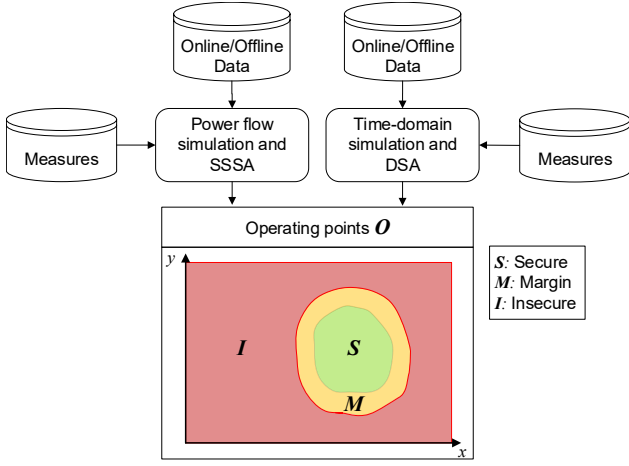 Online/Offline
Data
Online/Offline
Data
Measures
Power flow
simulation and
SSSA
Time-domain
simulation and
DSA
Measures
Operating points O
y
S: Secure
M: Margin
I: Insecure
I
S
M
x